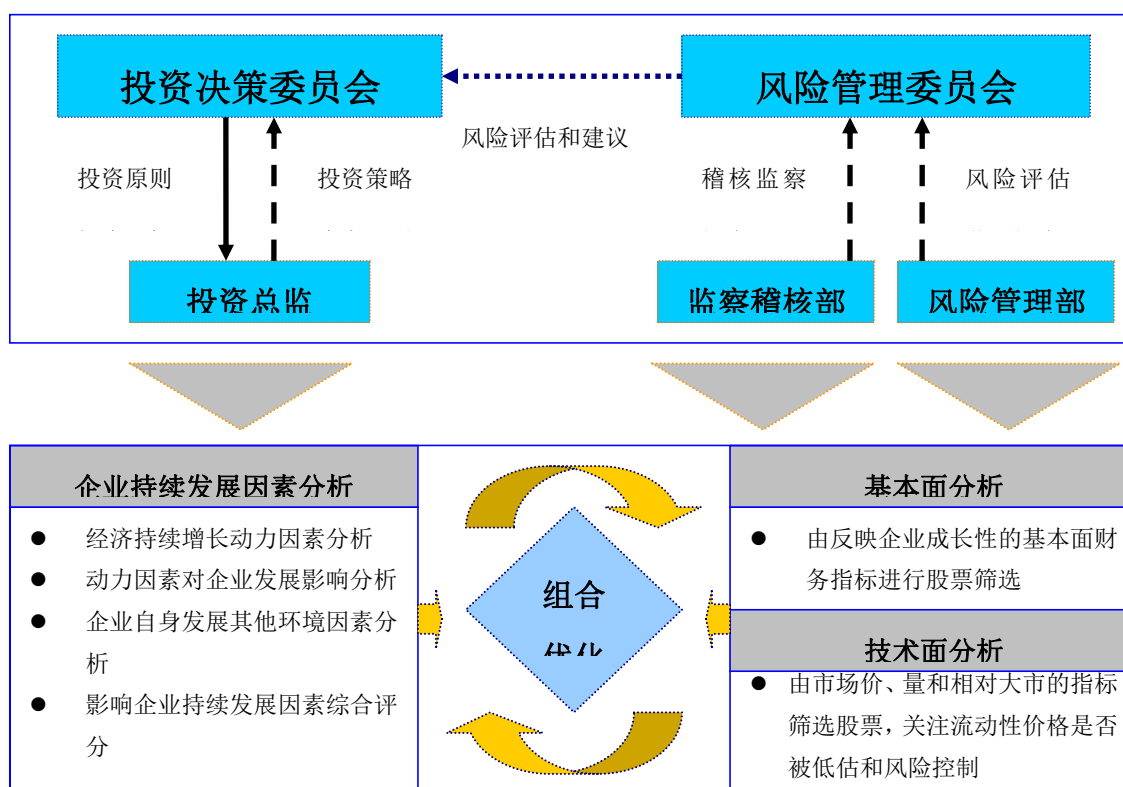 投资决策委员会
风险管理委员会
风险评估和建议
投资原则
投资策略
稽核监察
风险评估
投资总监
监察稽核部
风险管理部
企业持续发展因素分析
● 经济持续增长动力因素分析
● 动力因素对企业发展影响分析
● 企业自身发展其他环境因素分
析
● 影响企业持续发展因素综合评
分
组合
优化
基本面分析
● 由反映企业成长性的基本面财
务指标进行股票筛选
技术面分析
● 由市场价、量和相对大市的指标
筛选股票，关注流动性价格是否
被低估和风险控制